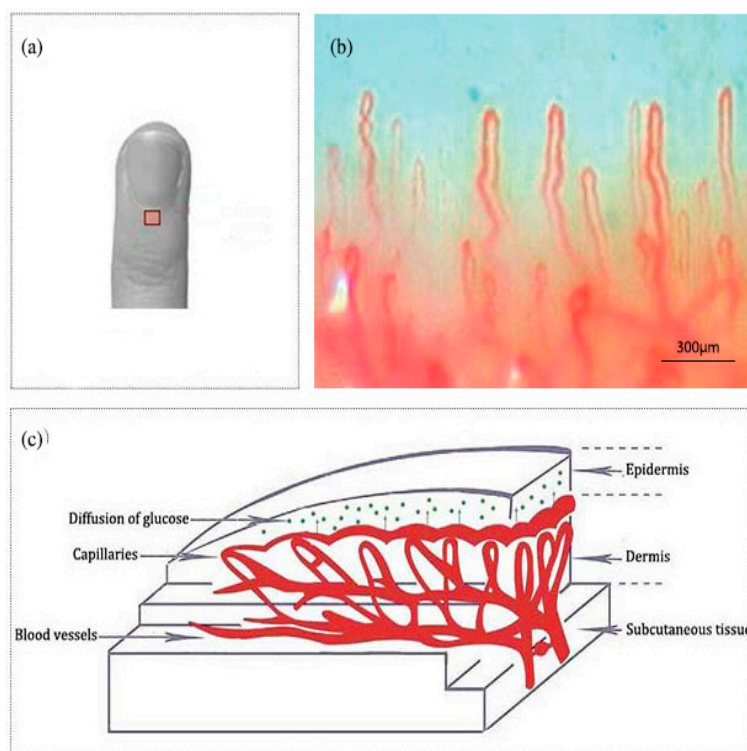 (a)
(b)
300µm
(c)
Epidermis
Diffusion of glucose
Capillaries
Dermis
Blood vessels
Subcutaneous tissue